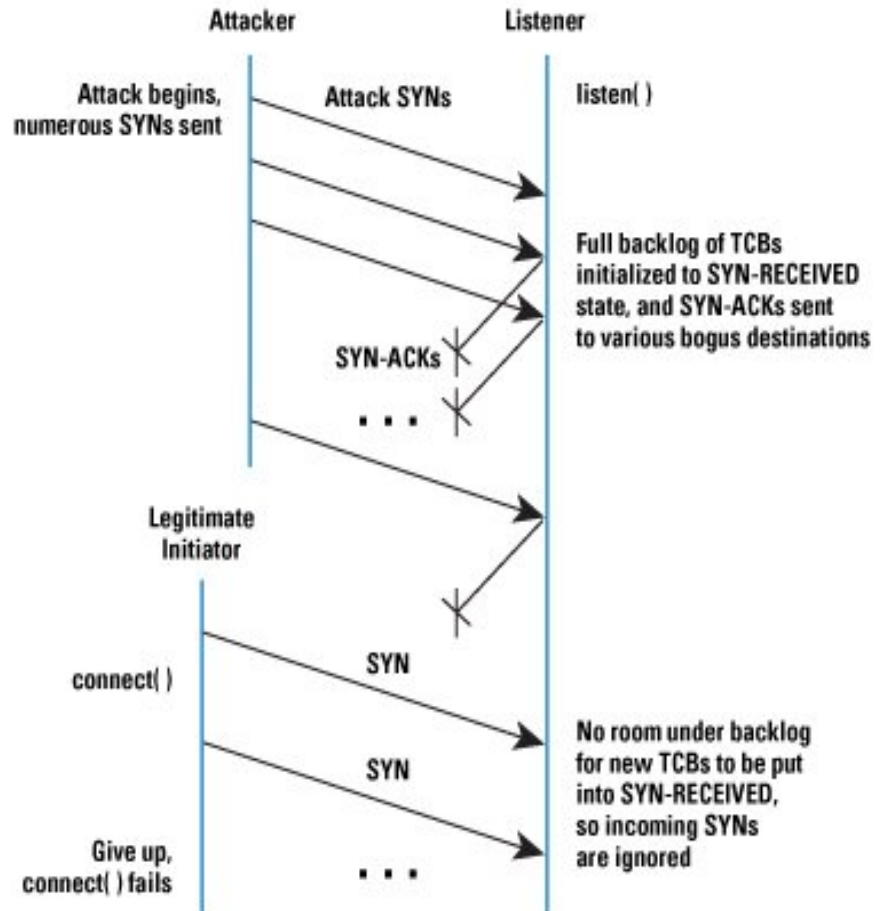 Attacker
Listener
Attack begins,
numerous SYNs sent
Attack SYNs
listen( )
Full backlog of TCBs
initialized to SYN-RECEIVED
state, and SYN-ACKs sent
to various bogus destinations
SYN-ACKs
. . .
Legitimate
Initiator
SYN
connect( )
SYN
No room under backlog
for new TCBs to be put
into SYN-RECEIVED,
so incoming SYNs
are ignored
Give up,
connect( ) fails
. . .